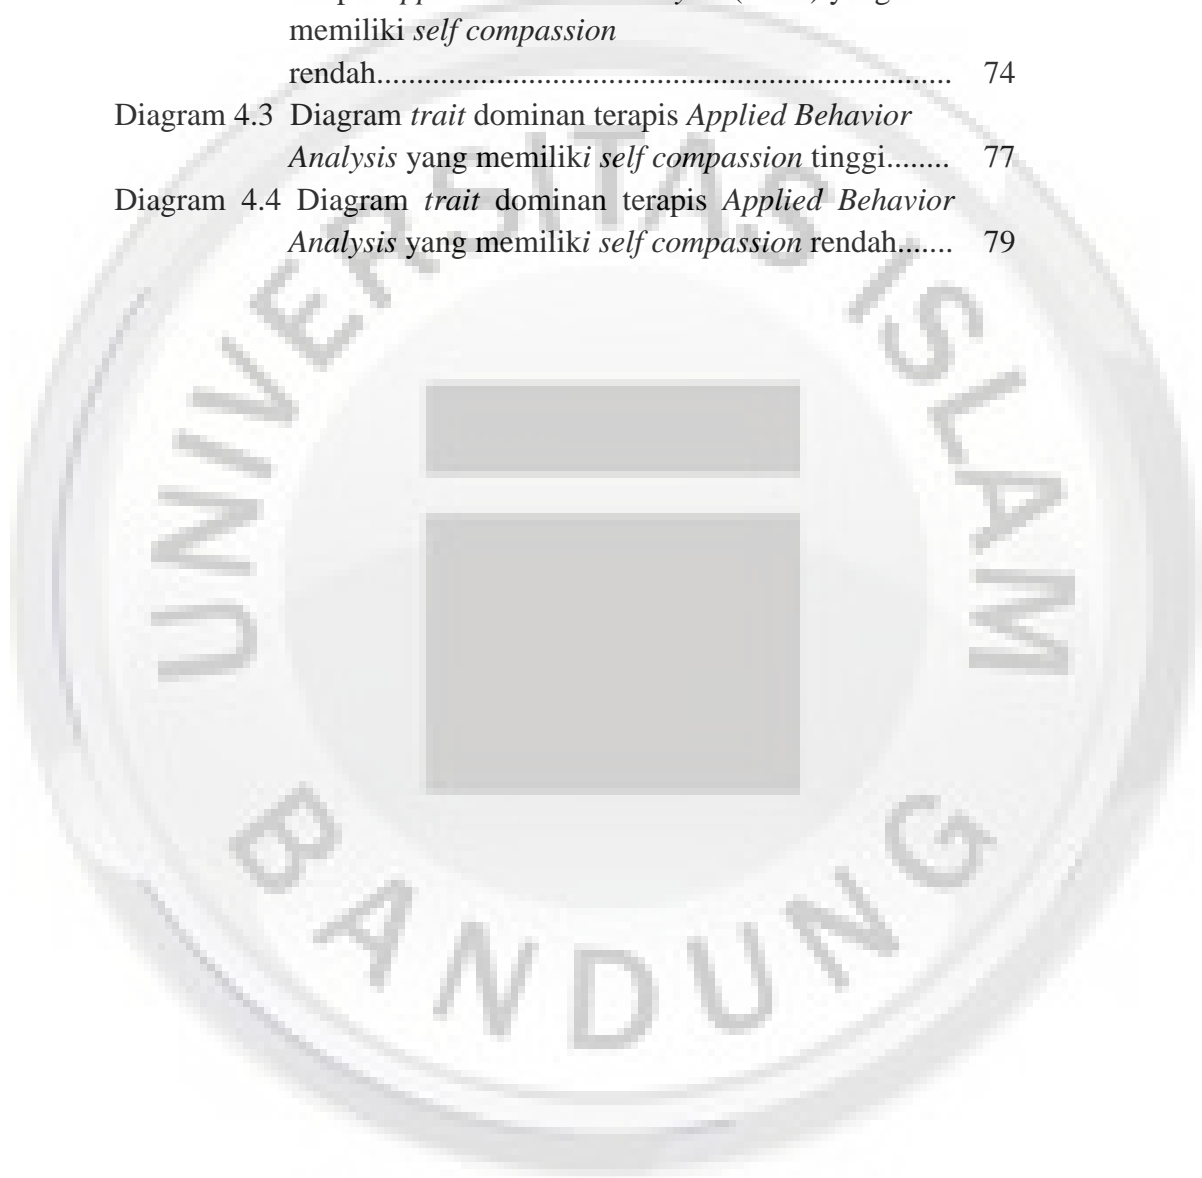 memiliki self compassion
rendah........................................................................ 74
Diagram 4.3 Diagram trait dominan terapis Applied Behavior
Analysis yang memiliki self compassion tinggi........ 77
Diagram 4.4 Diagram trait dominan terapis Applied Behavior
Analysis yang memiliki self compassion rendah....... 79
UNIVERSITAS ISLAM
BANDUNG